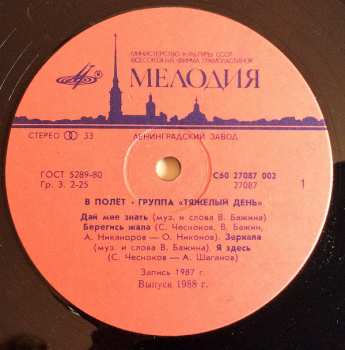 МИНИСТЕРСТВО КУЛЬТУРЫ СССР
ВСЕСОЮЗНАЯ ФИРМА ГРАМПЛАСТИНОК
МЕЛОДИЯ
СТЕРЕО 33 ЛЕНИНГРАДСКИЙ ЗАВОД
ГОСТ 5289-80 С60 27087 002
Гр. 3. 2-25 27087 1
В ПОЛЁТ • ГРУППА «ТЯЖЕЛЫЙ ДЕНЬ»
Дай мне знать (муз. и слова В. Бажина)
Берегись жала (С. Чесноков, В. Бажин,
А. Никаноров — О. Никонов). Зеркала
(муз. и слова В. Бажина). Я здесь
(С. Чесноков — А. Шаганов)
Запись 1987 г.
Выпуск 1988 г.